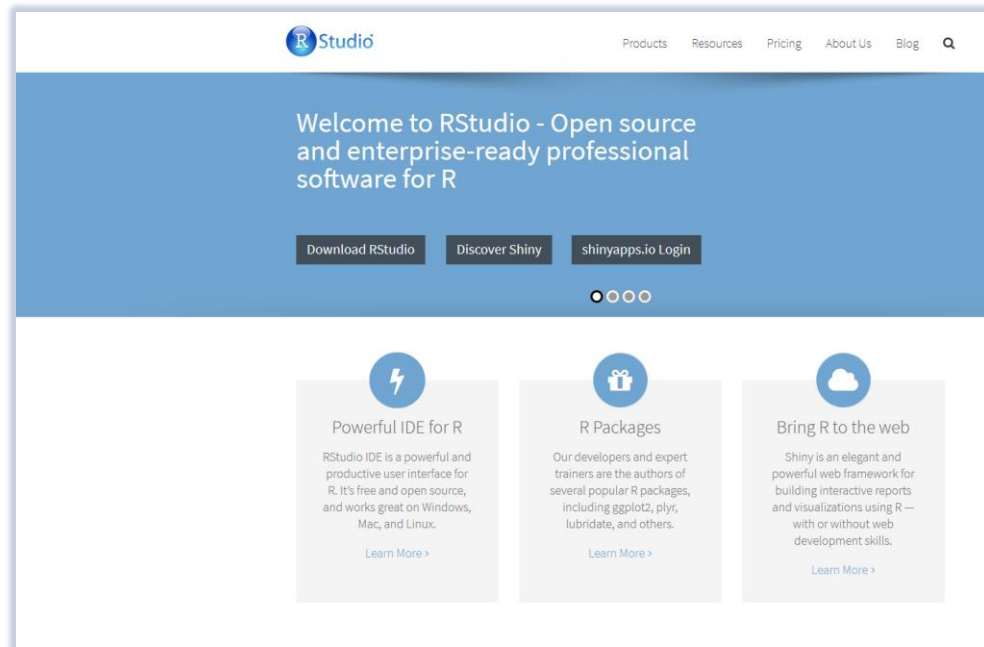 RStudio
Products Resources Pricing About Us Blog
Welcome to RStudio - Open source
and enterprise-ready professional
software for R
Download RStudio Discover Shiny shinyapps.io Login
Powerful IDE for R
RStudio IDE is a powerful and
productive user interface for
R. It's free and open source,
and works great on Windows,
Mac, and Linux.
Learn More ›
R Packages
Our developers and expert
trainers are the authors of
several popular R packages,
including ggplot2, plyr,
lubridate, and others.
Learn More ›
Bring R to the web
Shiny is an elegant and
powerful web framework for
building interactive reports
and visualizations using R —
with or without web
development skills.
Learn More ›